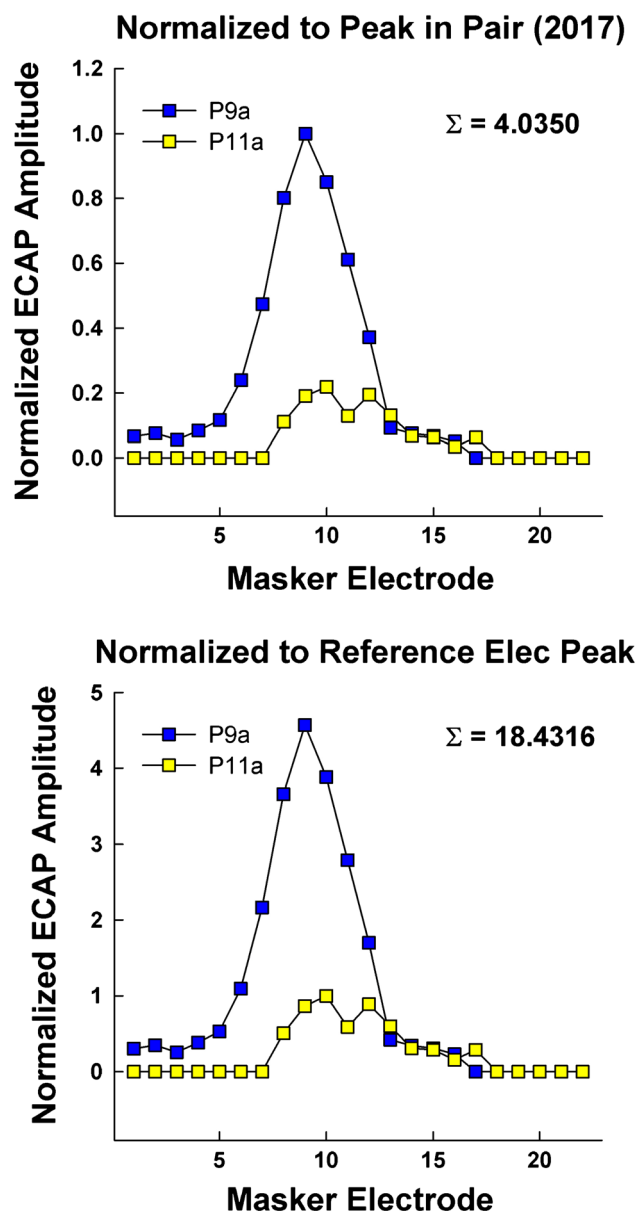 Normalized to Peak in Pair (2017)
Normalized ECAP Amplitude
1.2
1.0
0.8
0.6
0.4
0.2
0.0
P9a
P11a
Σ = 4.0350
5 10 15 20
Masker Electrode
Normalized to Reference Elec Peak
Normalized ECAP Amplitude
5
4
3
2
1
0
P9a
P11a
Σ = 18.4316
5 10 15 20
Masker Electrode